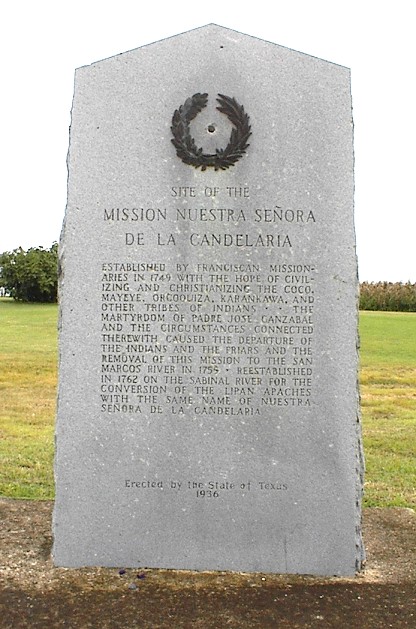 SITE OF THE
MISSION NUESTRA SEÑORA
DE LA CANDELARIA
ESTABLISHED BY FRANCISCAN MISSION-
ARIES IN 1749 WITH THE HOPE OF CIVIL-
IZING AND CHRISTIANIZING THE COCO,
MAYEYE, ORCOQUIZA, KARANKAWA, AND
OTHER TRIBES OF INDIANS • THE
MARTYRDOM OF PADRE JOSÉ GANZABAL
AND THE CIRCUMSTANCES CONNECTED
THEREWITH CAUSED THE DEPARTURE OF
THE INDIANS AND THE FRIARS AND THE
REMOVAL OF THIS MISSION TO THE SAN
MARCOS RIVER IN 1755 • REESTABLISHED
IN 1762 ON THE SABINAL RIVER FOR THE
CONVERSION OF THE LIPAN APACHES
WITH THE SAME NAME OF NUESTRA
SEÑORA DE LA CANDELARIA
Erected by the State of Texas
1936